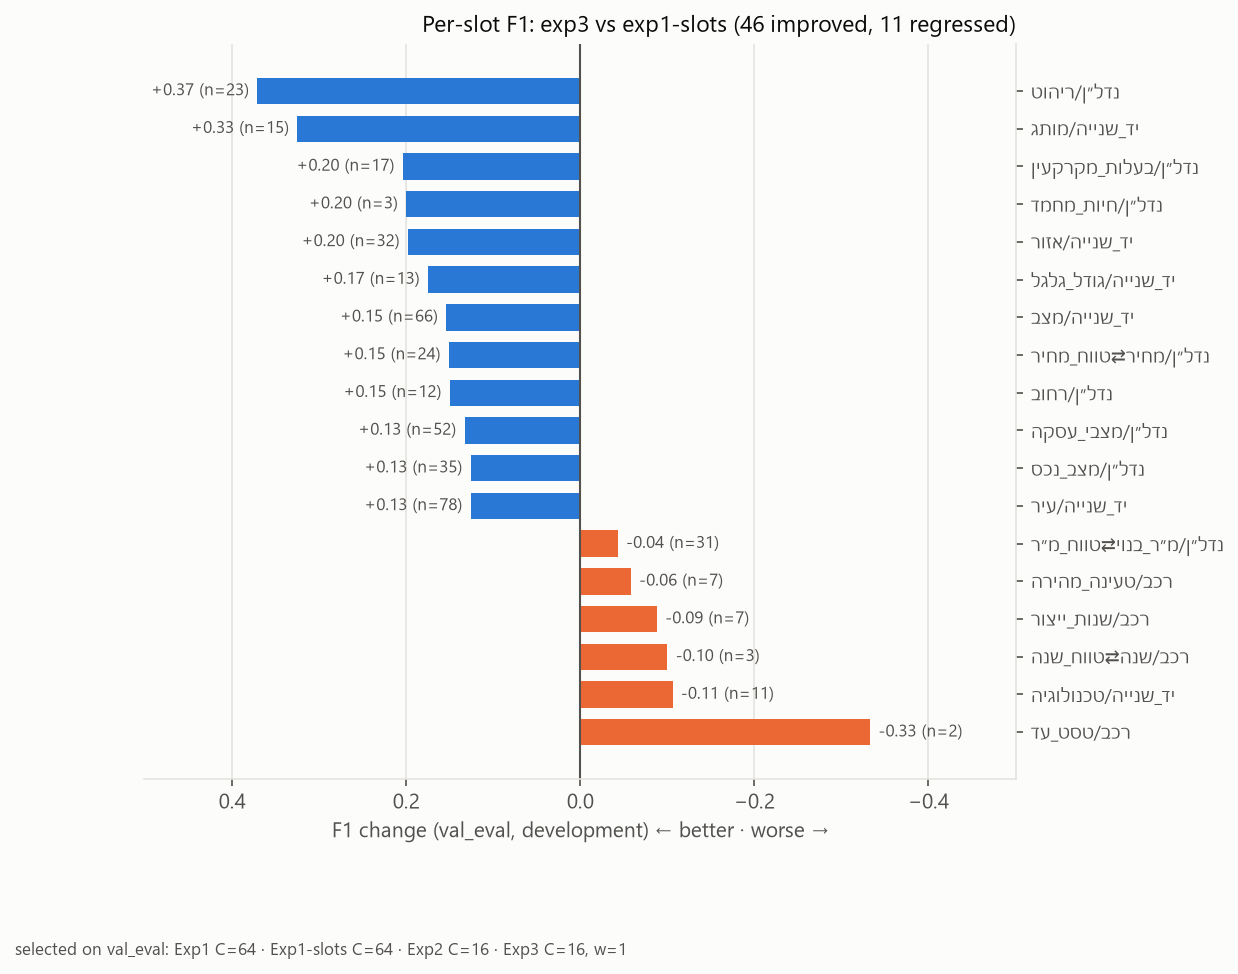 Per-slot F1: exp3 vs exp1-slots (46 improved, 11 regressed)
+0.37 (n=23) נדל״ן/ריהוט
+0.33 (n=15) יד_שנייה/מותג
+0.20 (n=17) נדל״ן/בעלות_מקרקעין
+0.20 (n=3) נדל״ן/חיות_מחמד
+0.20 (n=32) יד_שנייה/אזור
+0.17 (n=13) יד_שנייה/גודל_גלגל
+0.15 (n=66) יד_שנייה/מצב
+0.15 (n=24) נדל״ן/מחיר⇄טווח_מחיר
+0.15 (n=12) נדל״ן/רחוב
+0.13 (n=52) נדל״ן/מצבי_עסקה
+0.13 (n=35) נדל״ן/מצב_נכס
+0.13 (n=78) יד_שנייה/עיר
-0.04 (n=31) נדל״ן/מ״ר_בנוי⇄טווח_מ״ר
-0.06 (n=7) רכב/טעינה_מהירה
-0.09 (n=7) רכב/שנות_ייצור
-0.10 (n=3) רכב/שנה⇄טווח_שנה
-0.11 (n=11) יד_שנייה/טכנולוגיה
-0.33 (n=2) רכב/טסט_עד
0.4 0.2 0.0 −0.2 −0.4
F1 change (val_eval, development) ← better · worse →
selected on val_eval: Exp1 C=64 · Exp1-slots C=64 · Exp2 C=16 · Exp3 C=16, w=1